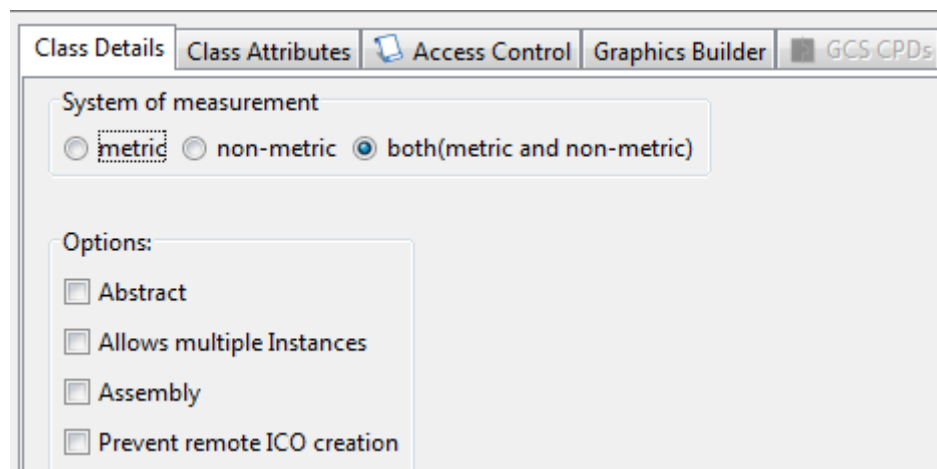 Class Details Class Attributes Access Control Graphics Builder GCS CPDs
System of measurement
metric non-metric both(metric and non-metric)
Options:
Abstract
Allows multiple Instances
Assembly
Prevent remote ICO creation